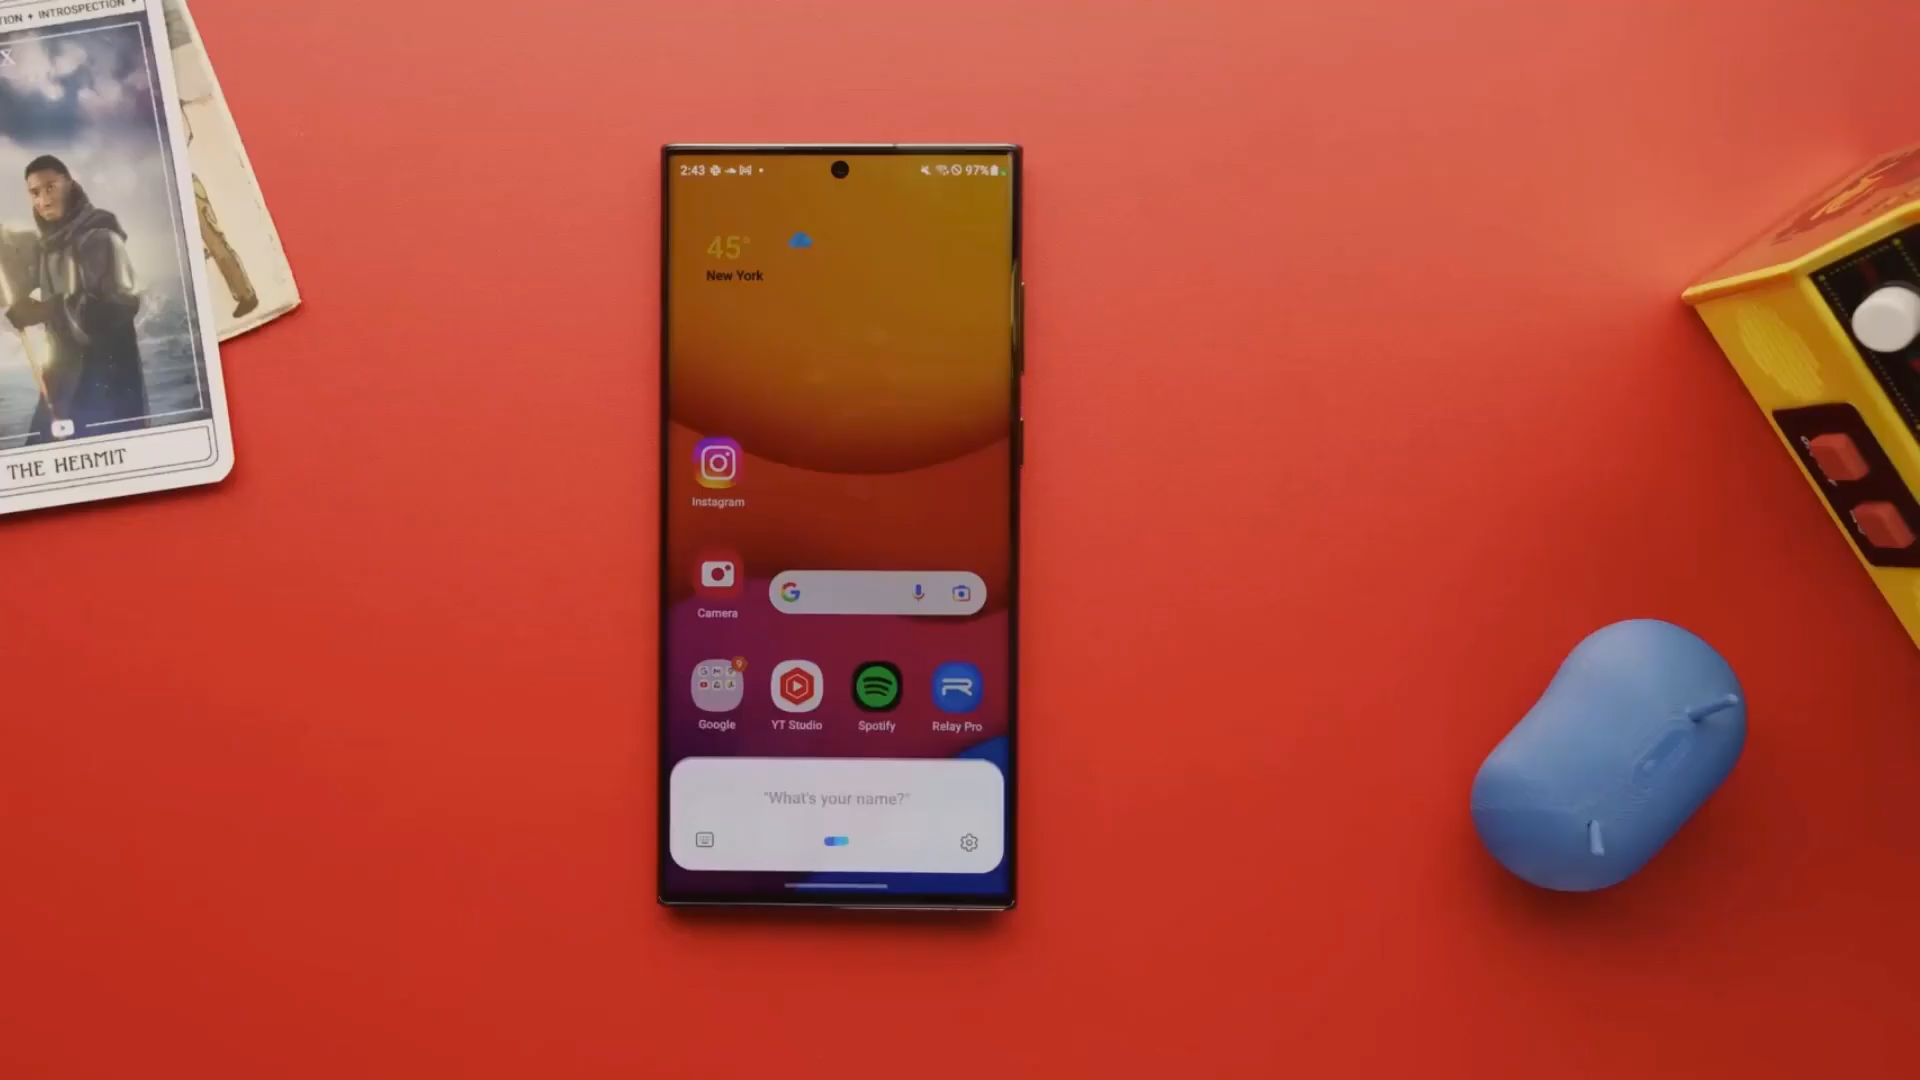 INTROSPECTION +
THE HERMIT
2:43
97%
45°
New York
Instagram
Camera
9
Google
YT Studio
Spotify
Relay Pro
"What's your name?"